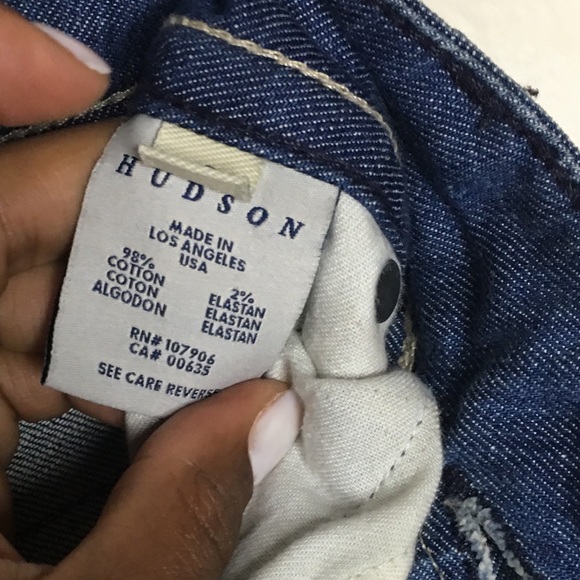 HUDSON
MADE IN
LOS ANGELES
USA
98%
COTTON
COTON
ALGODON
2%
ELASTAN
ELASTAN
ELASTAN
RN# 107906
CA# 00635
SEE CARE REVERS